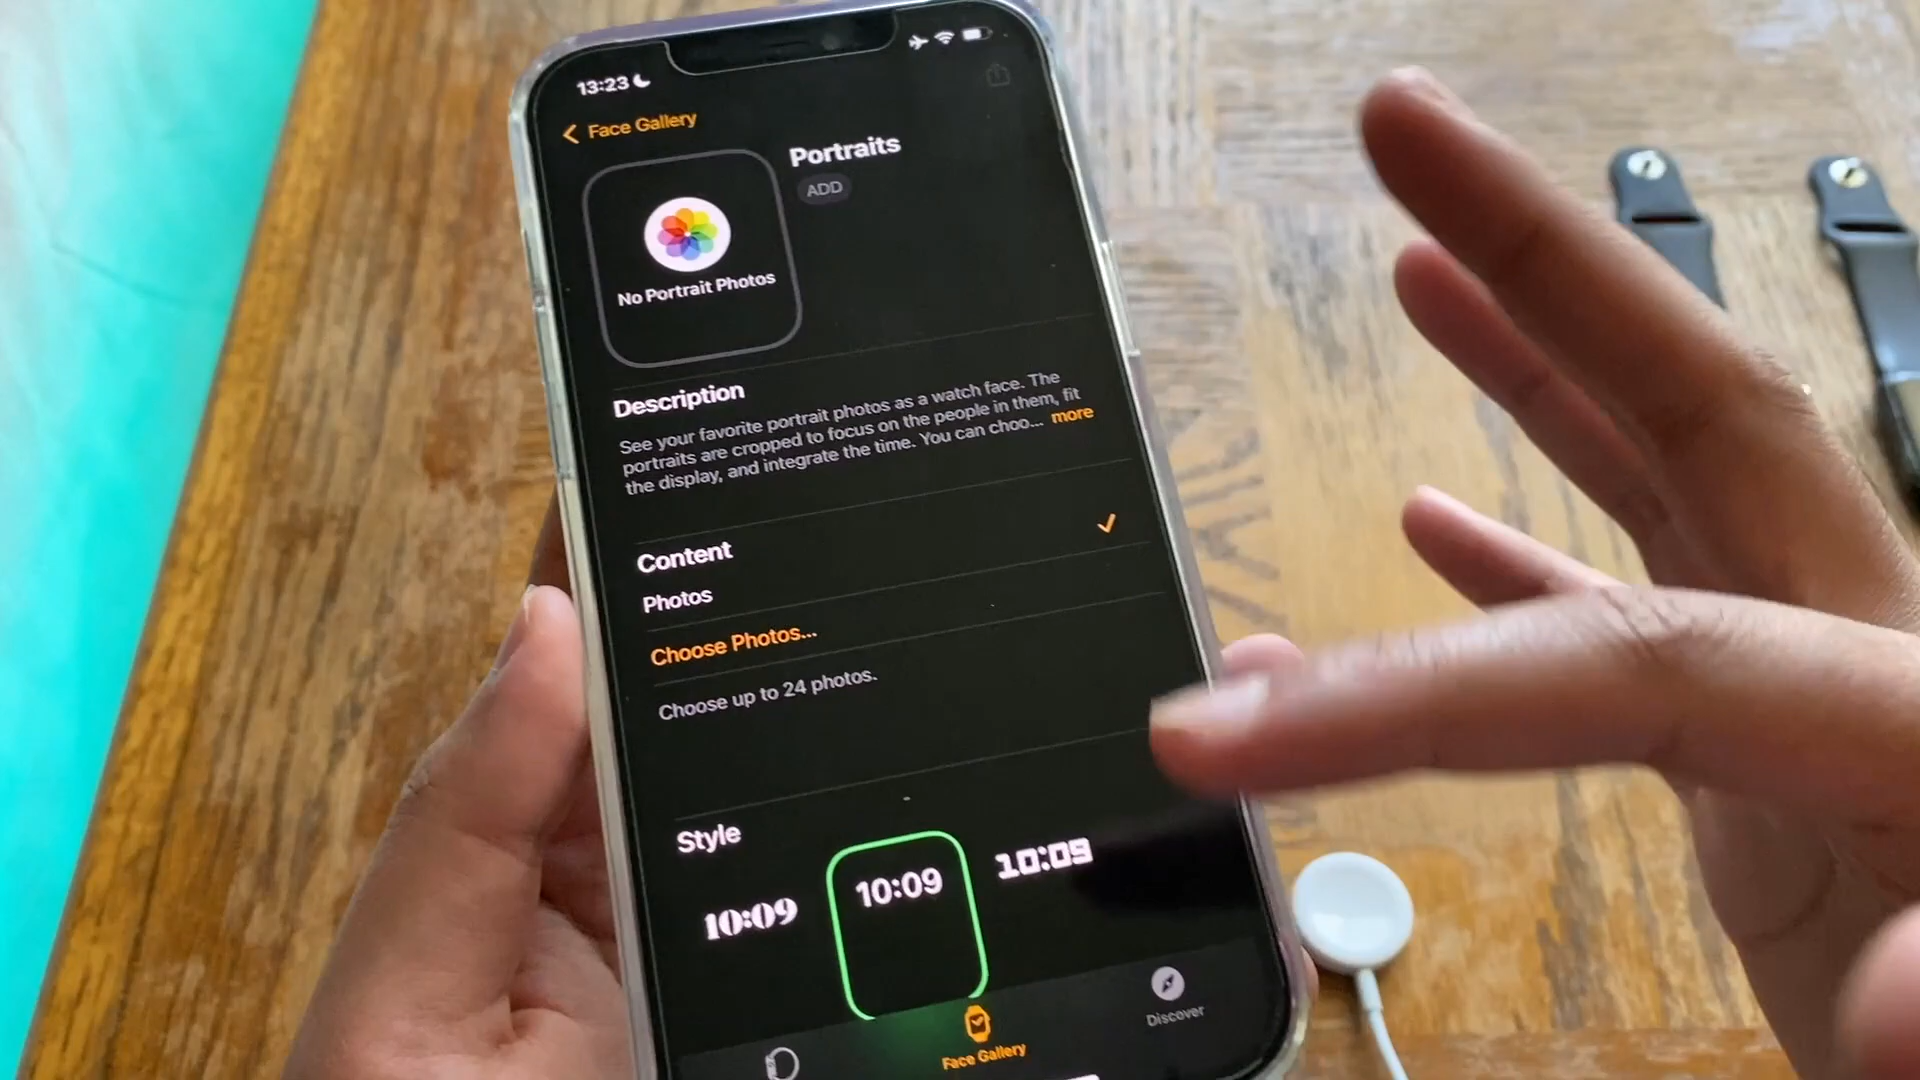 13:23
Face Gallery
Portraits
ADD
No Portrait Photos
Description
See your favorite portrait photos as a watch face. The
portraits are cropped to focus on the people in them, fit
the display, and integrate the time. You can choo... more
Content
Photos
Choose Photos...
Choose up to 24 photos.
Style
10:09
10:09
10:09
Face Gallery
Discover